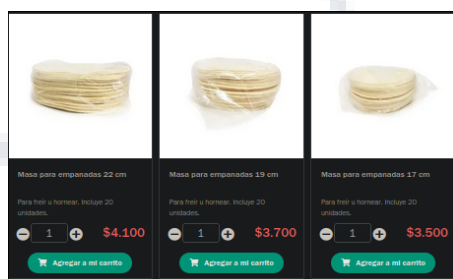 Masa para empanadas 22 cm
Para freír u hornear. Incluye 20
unidades.
1
$4.100
Agregar a mi carrito
Masa para empanadas 19 cm
Para freír u hornear. Incluye 20
unidades.
1
$3.700
Agregar a mi carrito
Masa para empanadas 17 cm
Para freír u hornear. Incluye 20
unidades.
1
$3.500
Agregar a mi carrito